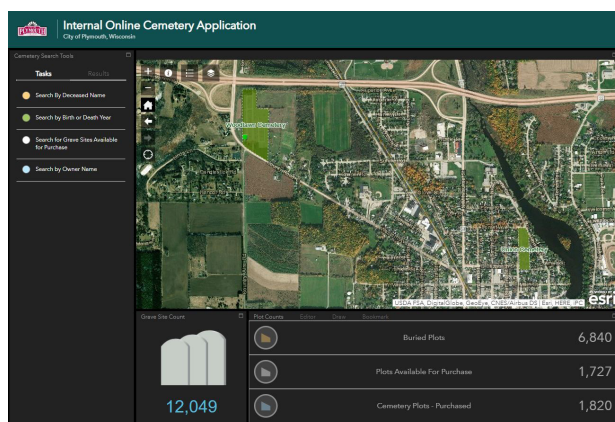 PLYMOUTH
Internal Online Cemetery Application
City of Plymouth, Wisconsin
Cemetery Search Tools
Tasks
Results
Search By Deceased Name
Search by Birth or Death Year
Search for Grave Sites Available
for Purchase
Search by Owner Name
Woodlawn Cemetery
Union Cemetery
USDA FSA, DigitalGlobe, GeoEye, CNES/Airbus DS | Esri, HERE, iPC
esri
Grave Site Count
12,049
Plot Counts Editor Draw Bookmark
Buried Plots 6,840
Plots Available For Purchase 1,727
Cemetery Plots - Purchased 1,820